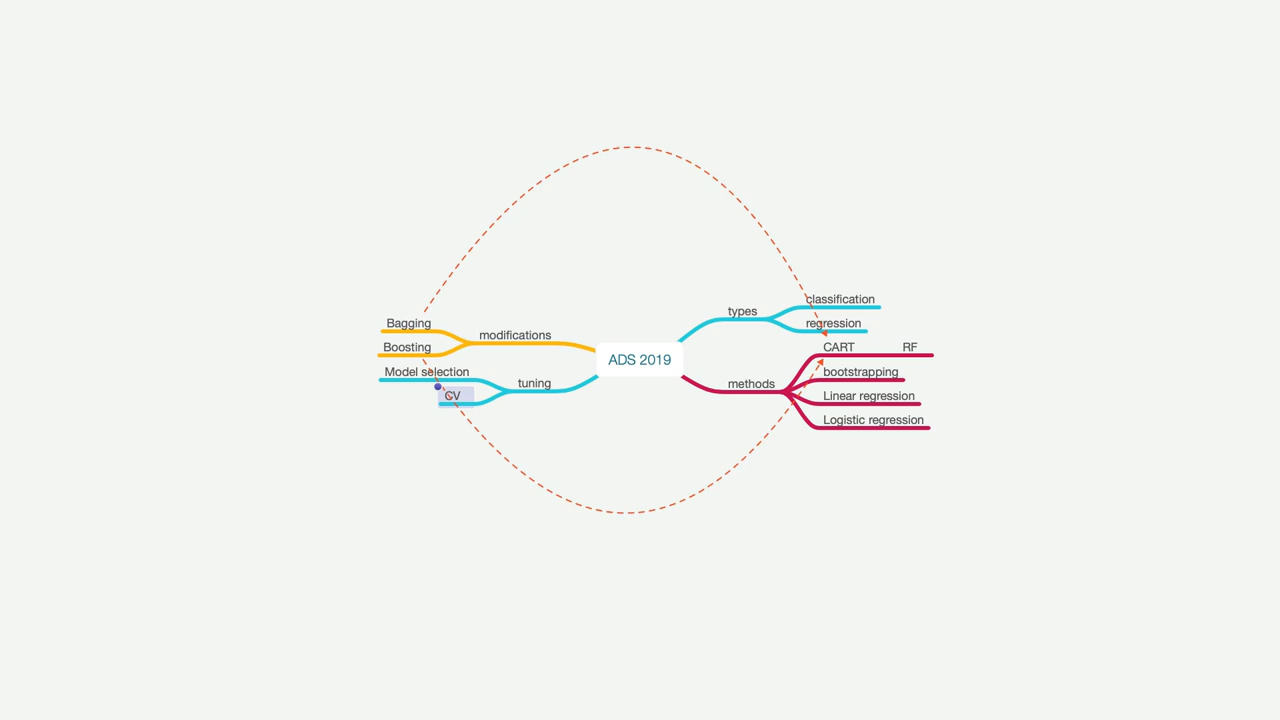 ADS 2019
types
classification
regression
methods
CART
RF
bootstrapping
Linear regression
Logistic regression
modifications
Bagging
Boosting
tuning
Model selection
CV